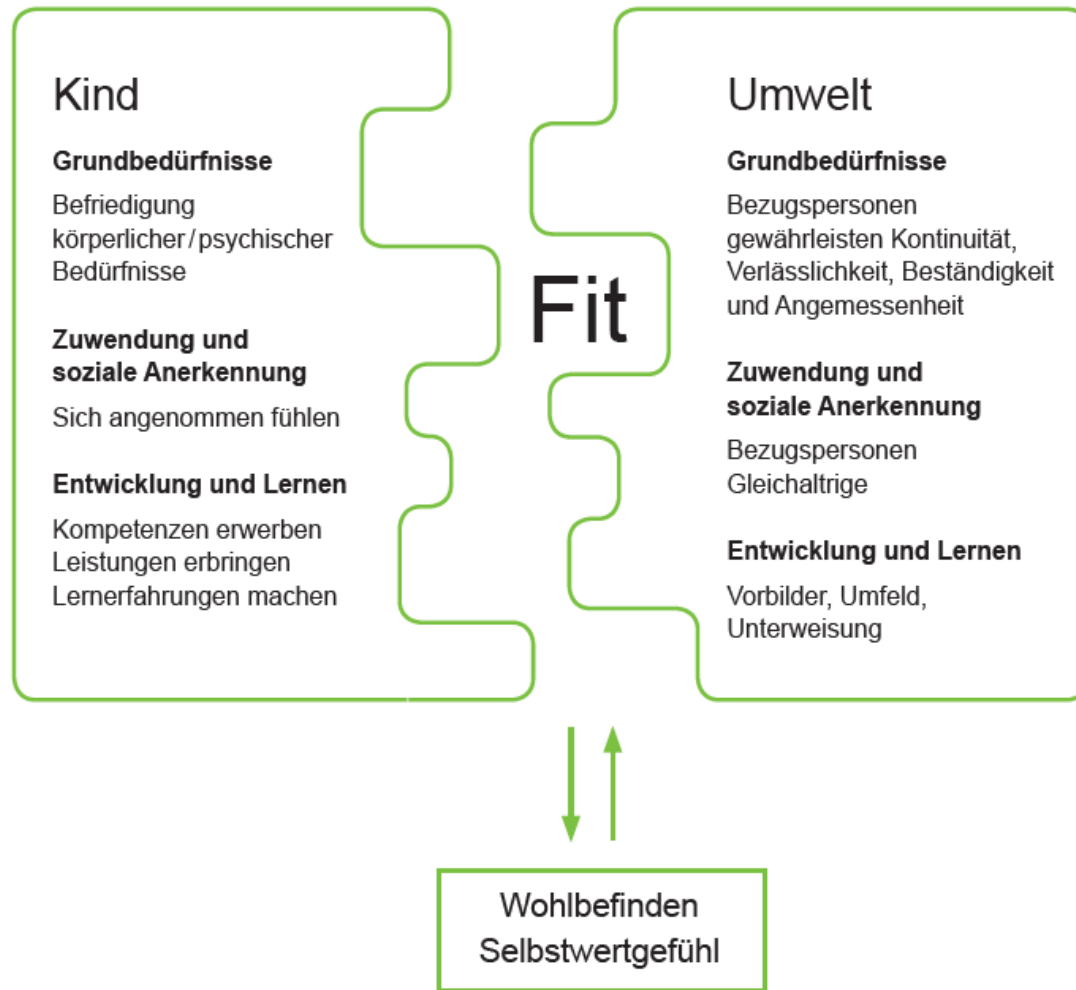 Kind
Grundbedürfnisse
Befriedigung
körperlicher/psychischer
Bedürfnisse
Zuwendung und
soziale Anerkennung
Sich angenommen fühlen
Entwicklung und Lernen
Kompetenzen erwerben
Leistungen erbringen
Lernerfahrungen machen
Fit
Umwelt
Grundbedürfnisse
Bezugspersonen
gewährleisten Kontinuität,
Verlässlichkeit, Beständigkeit
und Angemessenheit
Zuwendung und
soziale Anerkennung
Bezugspersonen
Gleichaltrige
Entwicklung und Lernen
Vorbilder, Umfeld,
Unterweisung
Wohlbefinden
Selbstwertgefühl